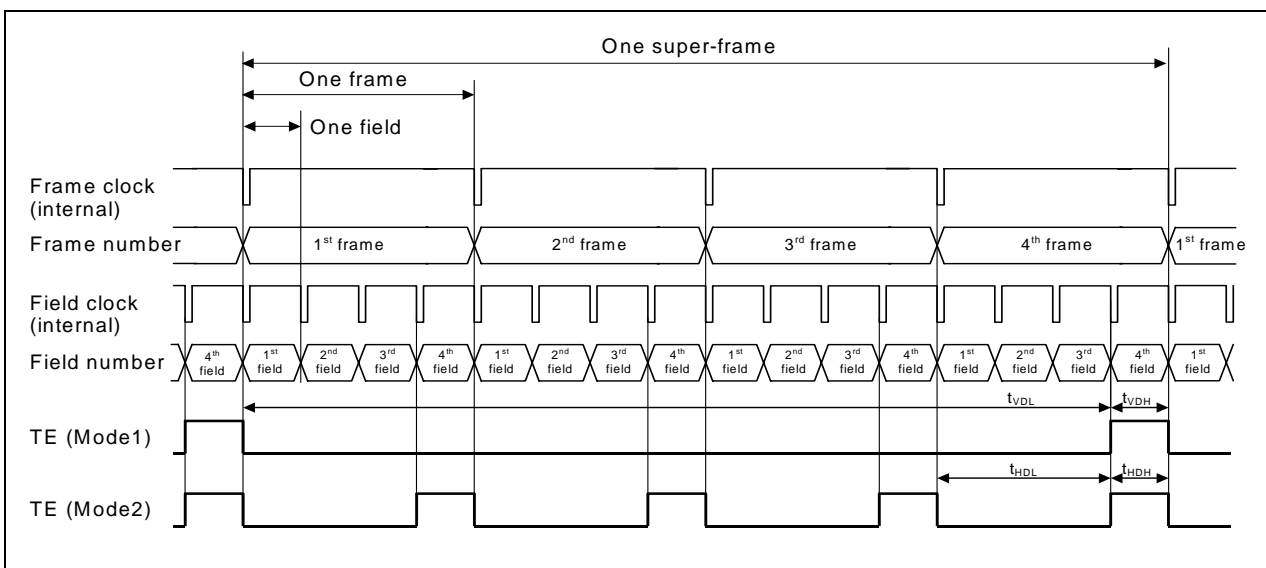 One super-frame
One frame
One field
Frame clock
(internal)
Frame number
1st frame
2nd frame
3rd frame
4th frame
1st frame
Field clock
(internal)
Field number
4th field
1st field
2nd field
3rd field
4th field
1st field
2nd field
3rd field
4th field
1st field
2nd field
3rd field
4th field
1st field
2nd field
3rd field
4th field
1st field
tVDL
tVDH
TE (Mode1)
tHDL
tHDH
TE (Mode2)